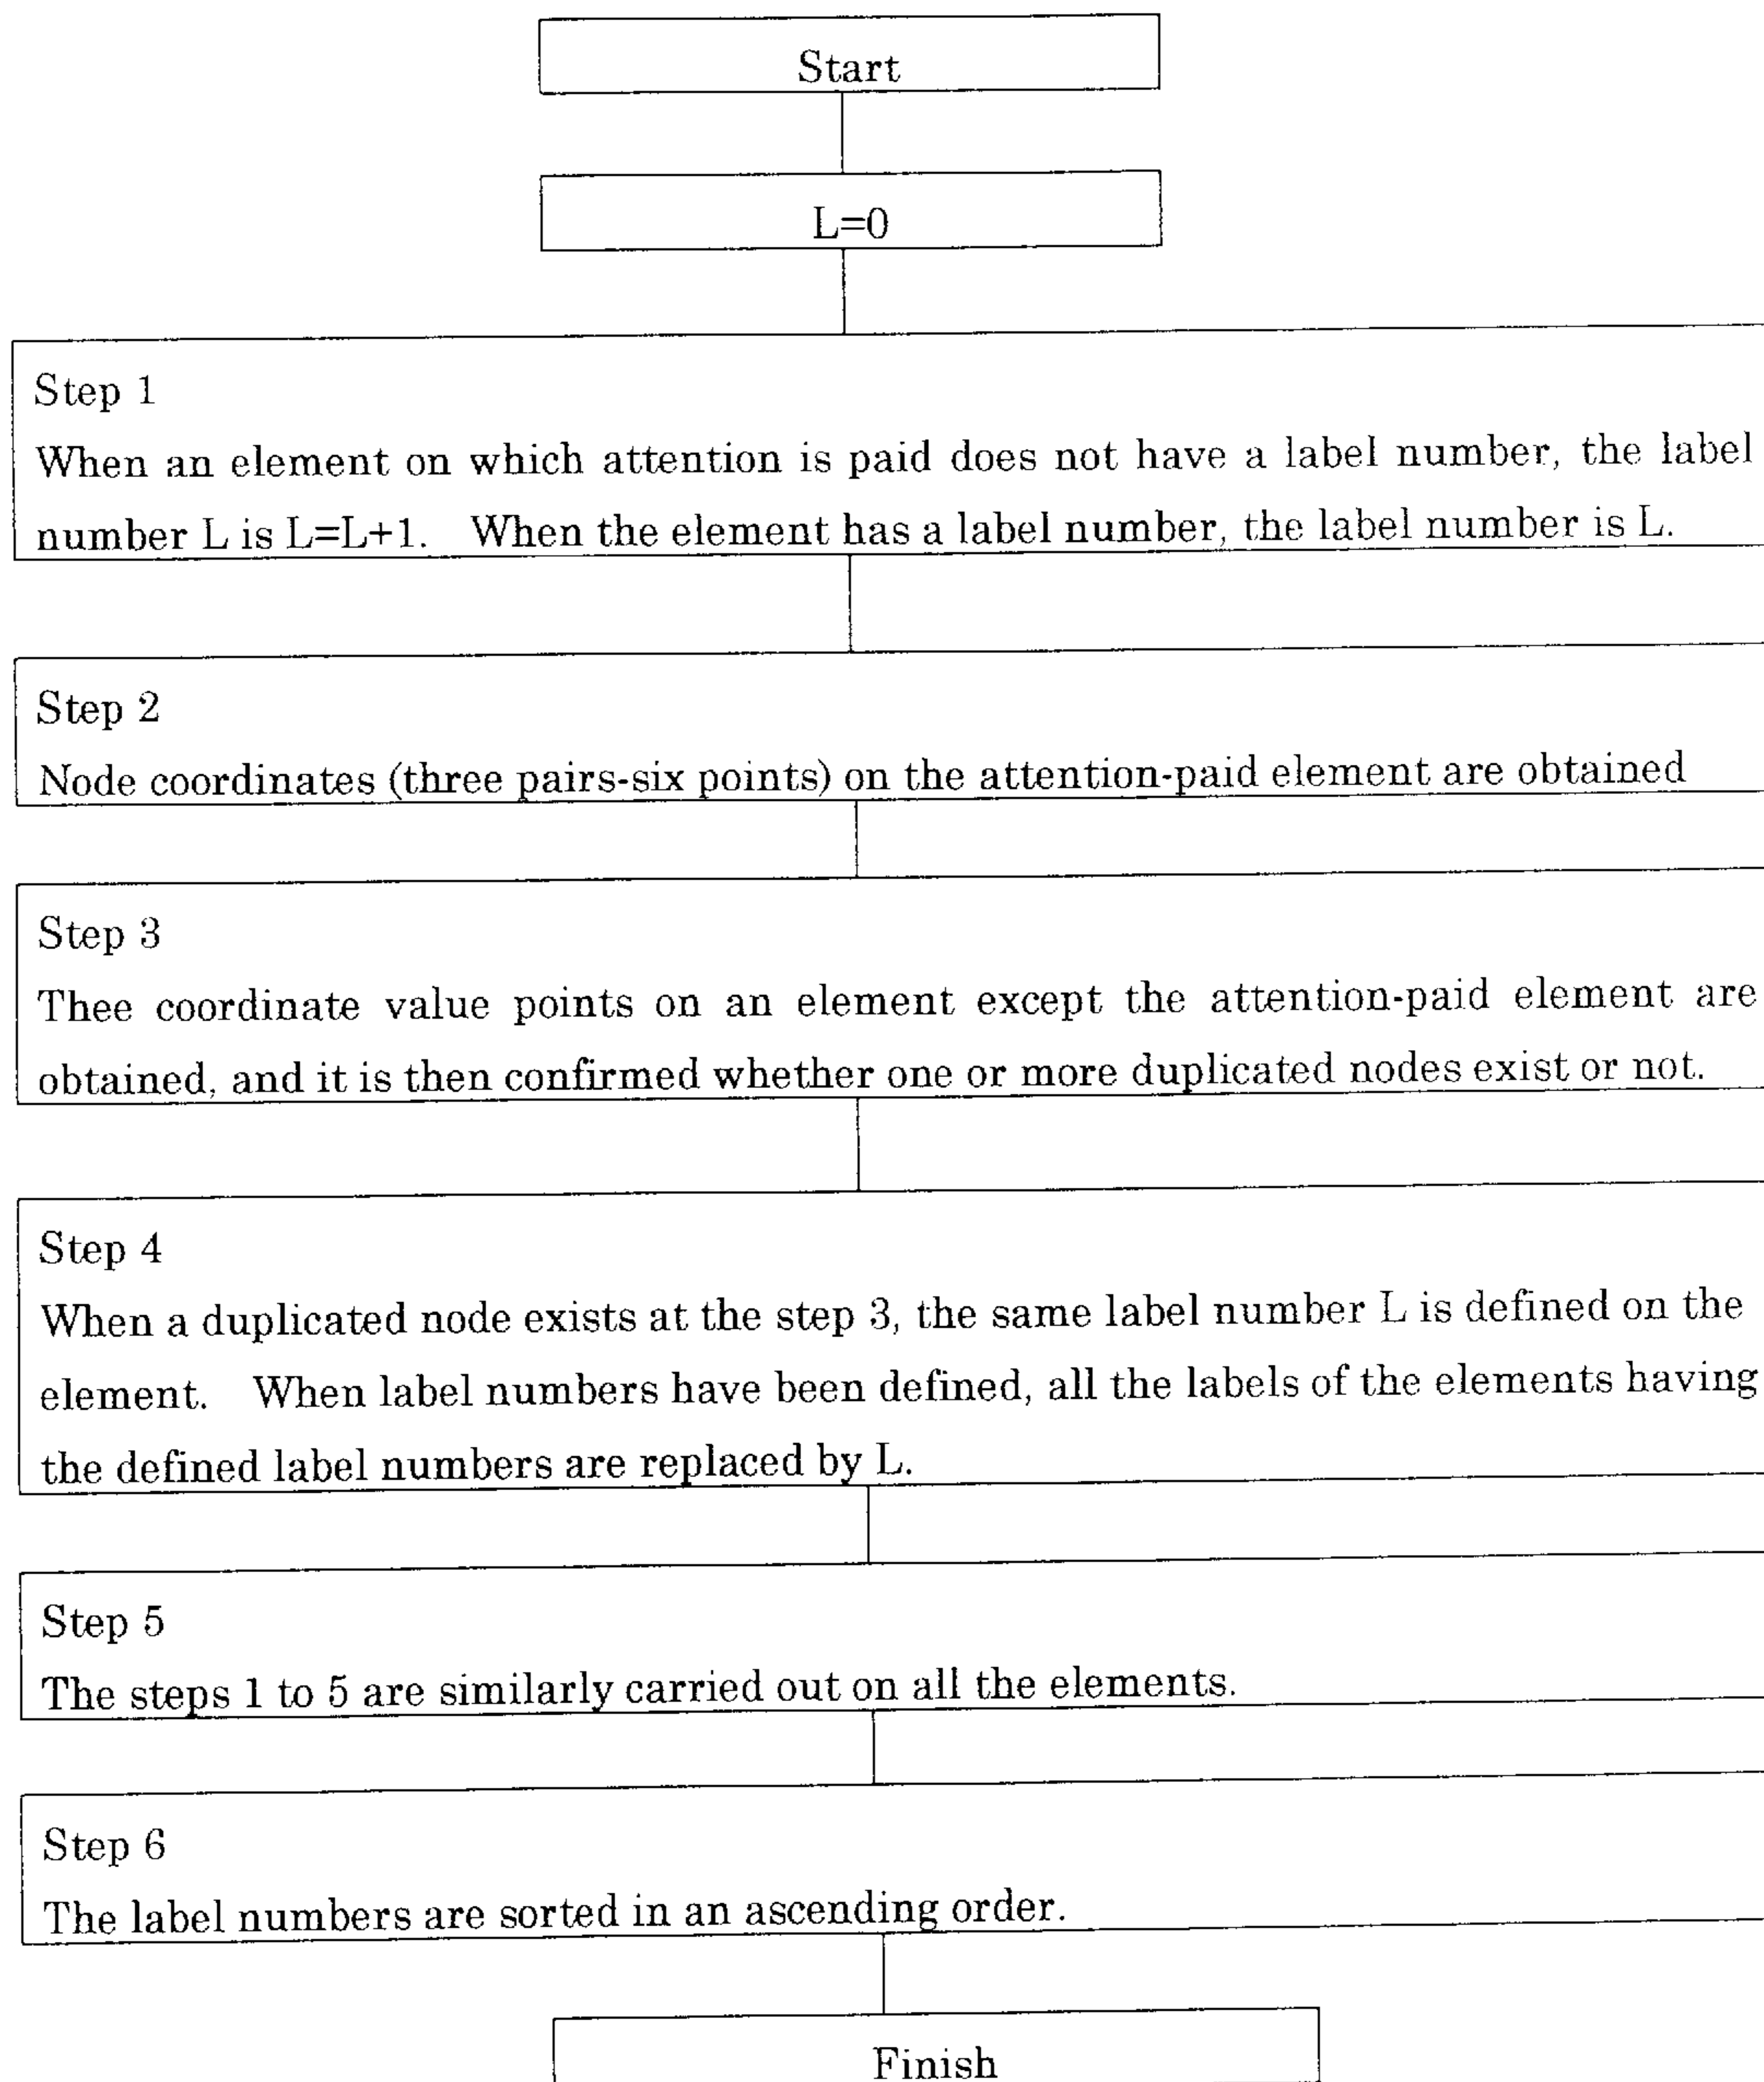 Start
L=0
Step 1
When an element on which attention is paid does not have a label number, the label
number L is L=L+1. When the element has a label number, the label number is L.
Step 2
Node coordinates (three pairs-six points) on the attention-paid element are obtained
Step 3
Thee coordinate value points on an element except the attention-paid element are
obtained, and it is then confirmed whether one or more duplicated nodes exist or not.
Step 4
When a duplicated node exists at the step 3, the same label number L is defined on the
element. When label numbers have been defined, all the labels of the elements having
the defined label numbers are replaced by L.
Step 5
The steps 1 to 5 are similarly carried out on all the elements.
Step 6
The label numbers are sorted in an ascending order.
Finish